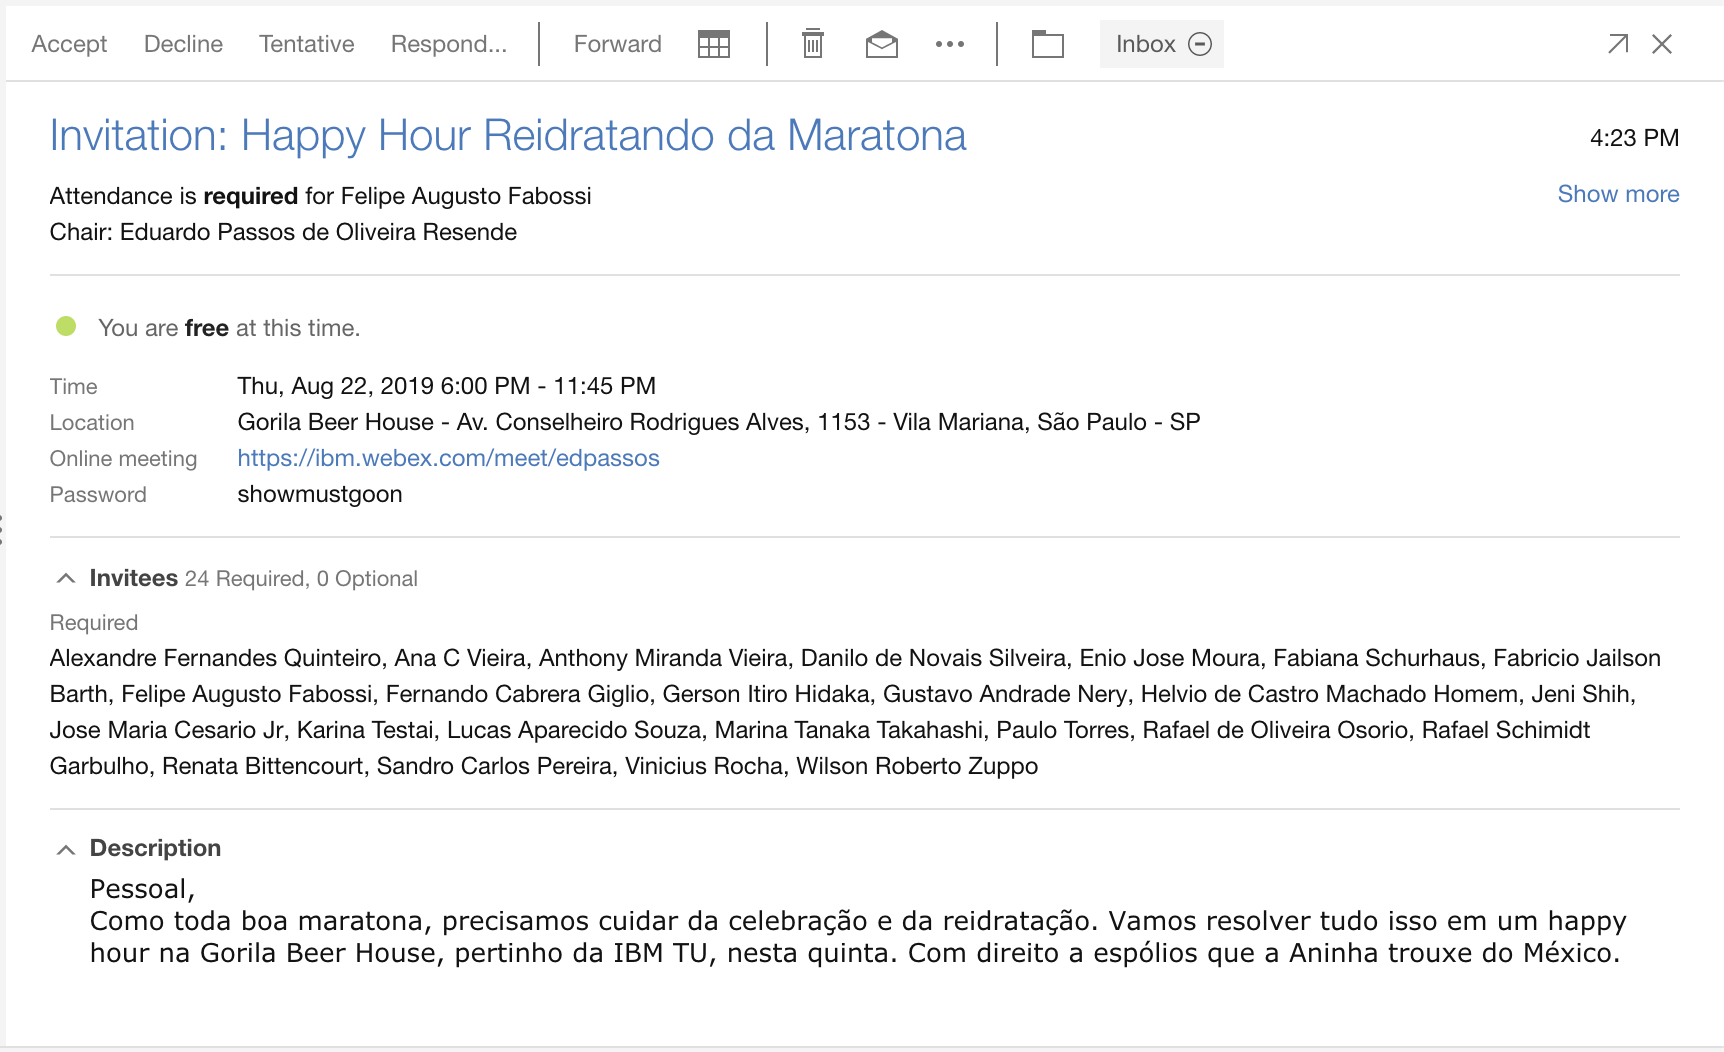 Accept Decline Tentative Respond... Forward Inbox
Invitation: Happy Hour Reidratando da Maratona
4:23 PM
Attendance is required for Felipe Augusto Fabossi
Show more
Chair: Eduardo Passos de Oliveira Resende
You are free at this time.
Time Thu, Aug 22, 2019 6:00 PM - 11:45 PM
Location Gorila Beer House - Av. Conselheiro Rodrigues Alves, 1153 - Vila Mariana, São Paulo - SP
Online meeting https://ibm.webex.com/meet/edpassos
Password showmustgoon
Invitees 24 Required, 0 Optional
Required
Alexandre Fernandes Quinteiro, Ana C Vieira, Anthony Miranda Vieira, Danilo de Novais Silveira, Enio Jose Moura, Fabiana Schurhaus, Fabricio Jailson
Barth, Felipe Augusto Fabossi, Fernando Cabrera Giglio, Gerson Itiro Hidaka, Gustavo Andrade Nery, Helvio de Castro Machado Homem, Jeni Shih,
Jose Maria Cesario Jr, Karina Testai, Lucas Aparecido Souza, Marina Tanaka Takahashi, Paulo Torres, Rafael de Oliveira Osorio, Rafael Schimidt
Garbulho, Renata Bittencourt, Sandro Carlos Pereira, Vinicius Rocha, Wilson Roberto Zuppo
Description
Pessoal,
Como toda boa maratona, precisamos cuidar da celebração e da reidratação. Vamos resolver tudo isso em um happy
hour na Gorila Beer House, pertinho da IBM TU, nesta quinta. Com direito a espólios que a Aninha trouxe do México.